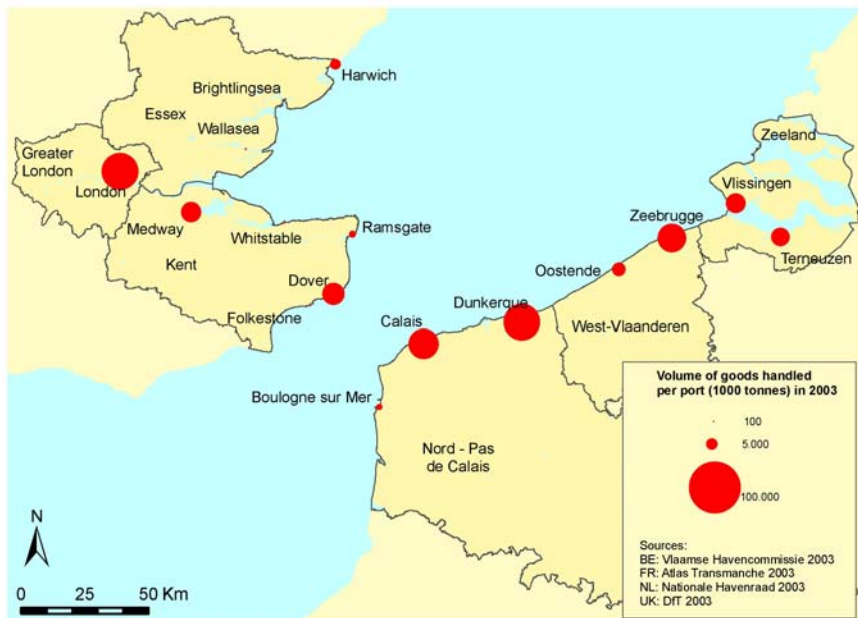 Harwich
Brightlingsea
Essex
Wallasea
Greater
London
London
Medway
Whitstable
Ramsgate
Kent
Dover
Folkestone
Zeeland
Vlissingen
Zeebrugge
Terneuzen
Oostende
Dunkerque
Calais
West-Vlaanderen
Boulogne sur Mer
Nord - Pas
de Calais
Volume of goods handled
per port (1000 tonnes) in 2003
100
5.000
100.000
Sources:
BE: Vlaamse Havencommissie 2003
FR: Atlas Transmanche 2003
NL: Nationale Havenraad 2003
UK: DfT 2003
N
0 25 50 Km